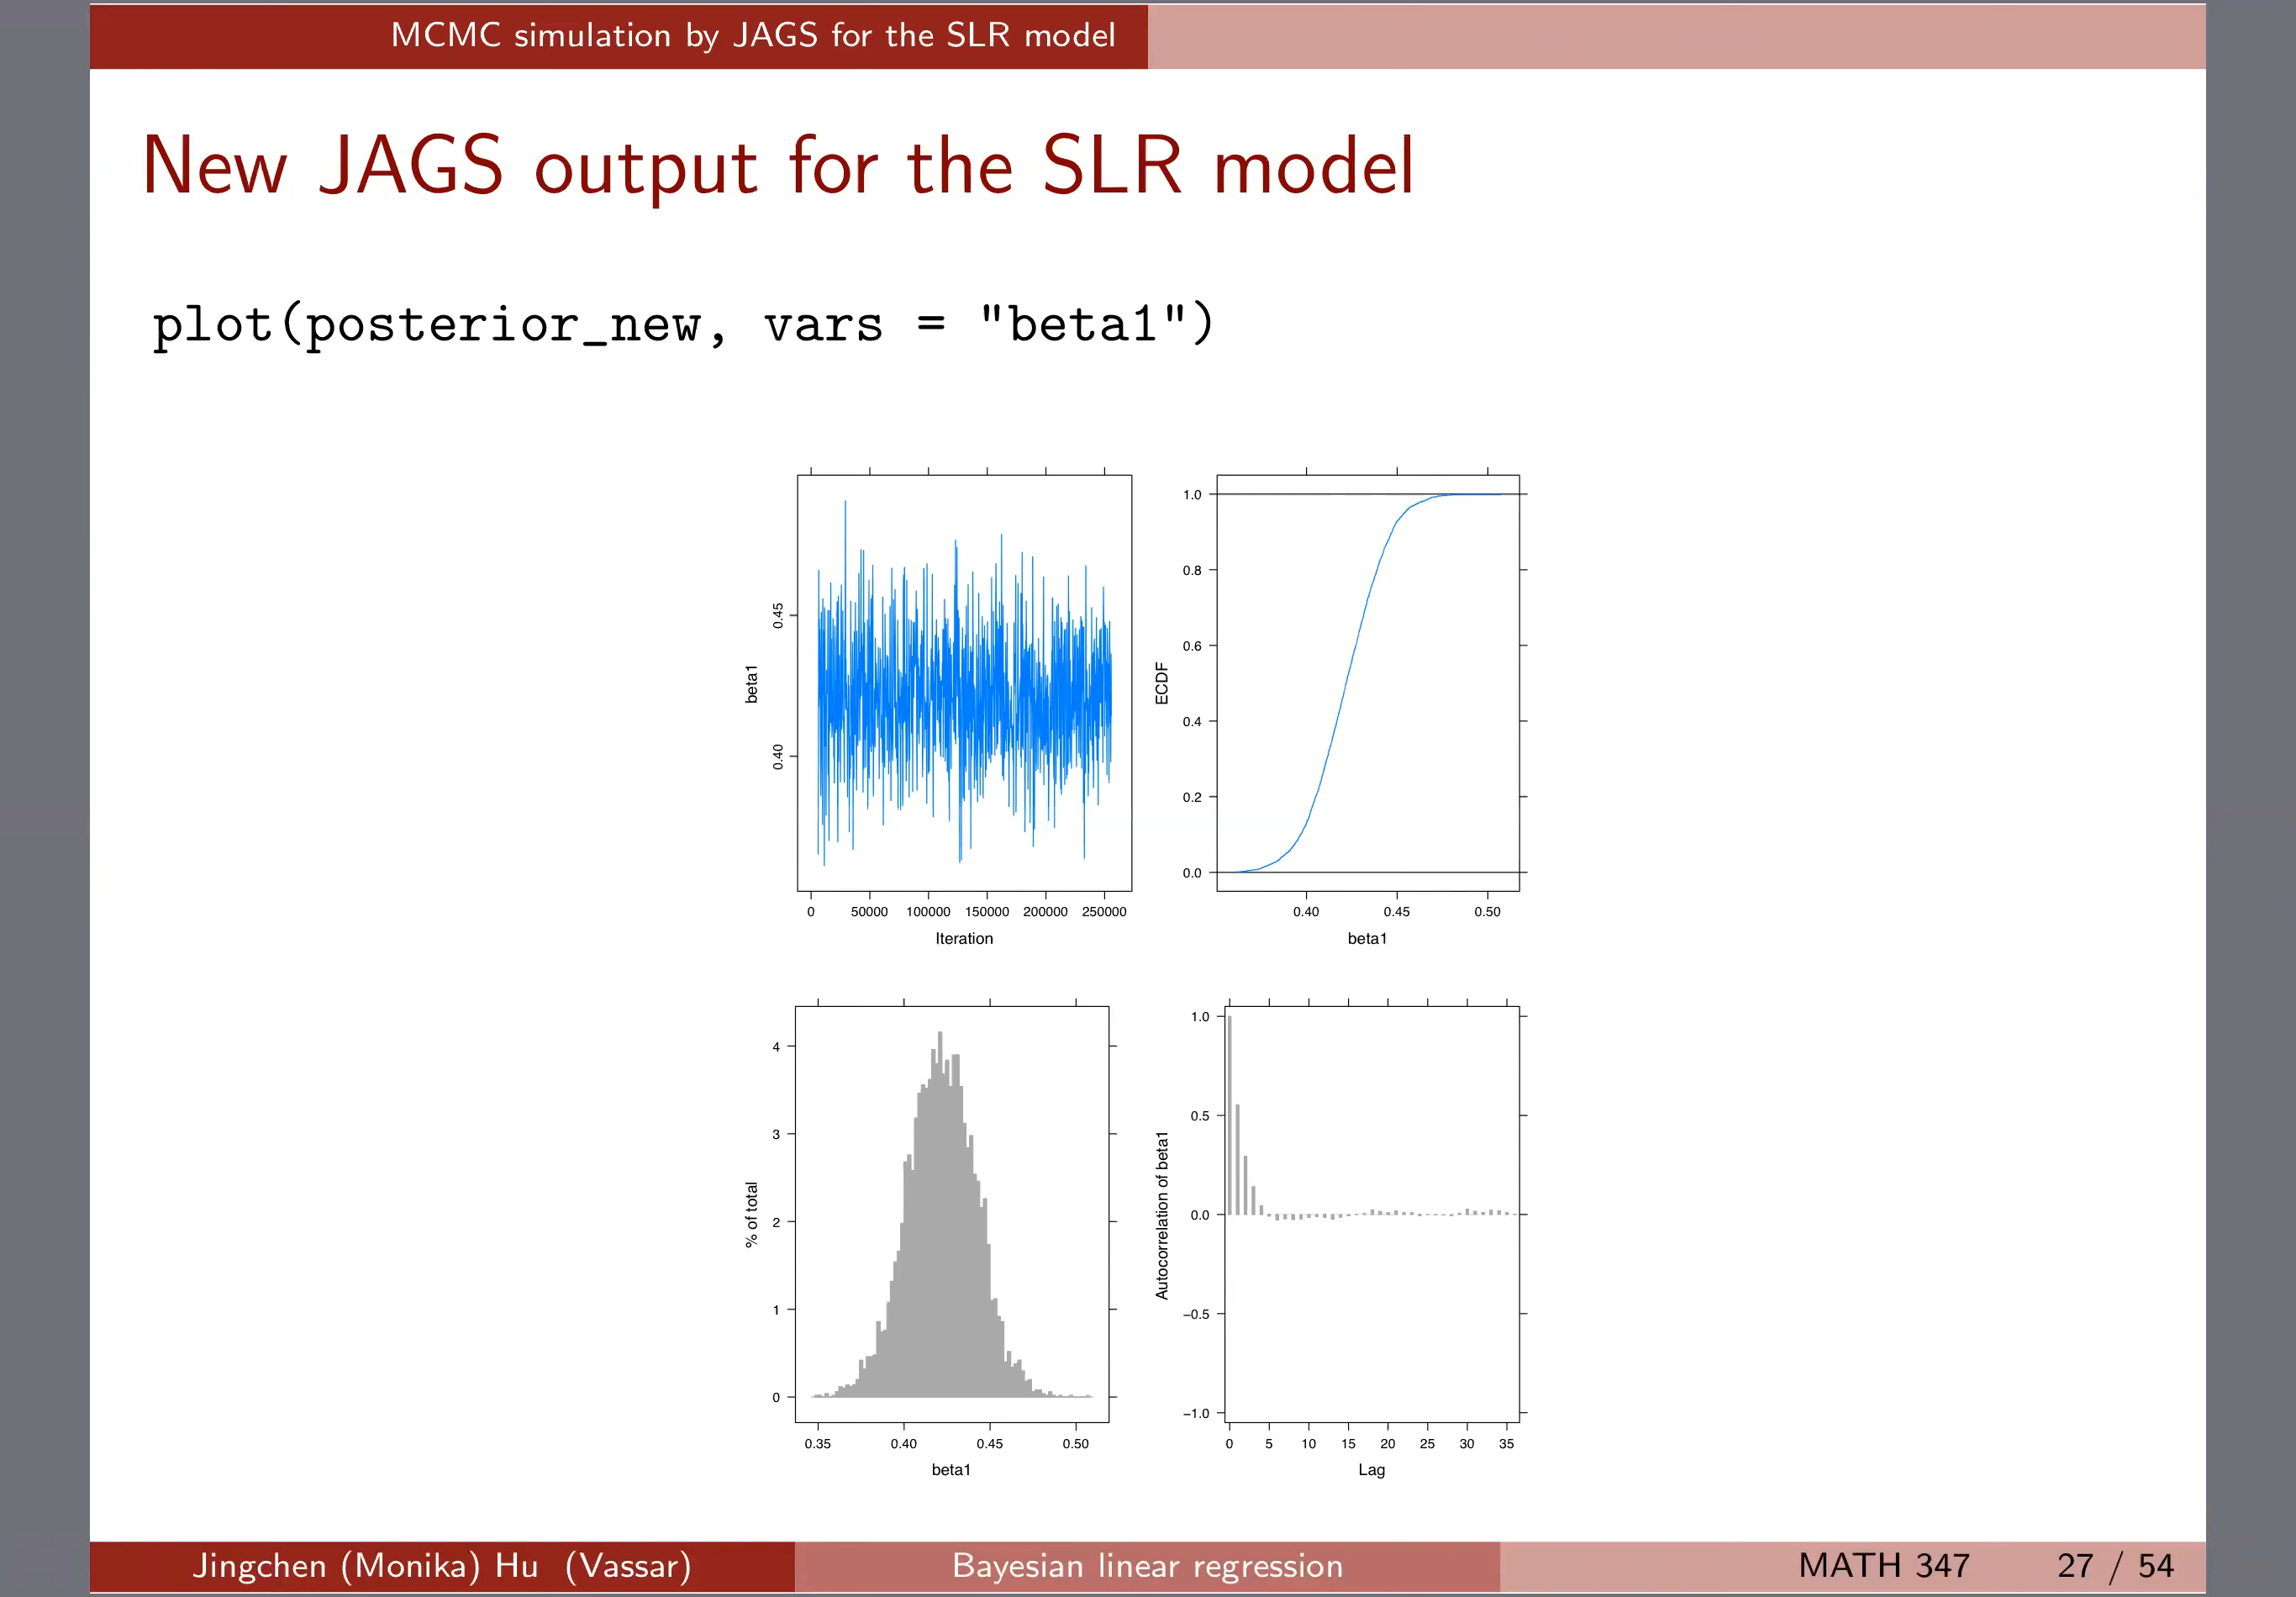 MCMC simulation by JAGS for the SLR model
New JAGS output for the SLR model
plot(posterior_new, vars = "beta1")
beta1
0.45
0.40
0 50000 100000 150000 200000 250000
Iteration
ECDF
1.0
0.8
0.6
0.4
0.2
0.0
0.40 0.45 0.50
beta1
% of total
4
3
2
1
0
0.35 0.40 0.45 0.50
beta1
Autocorrelation of beta1
1.0
0.5
0.0
−0.5
−1.0
0 5 10 15 20 25 30 35
Lag
Jingchen (Monika) Hu (Vassar) Bayesian linear regression MATH 347 27 / 54